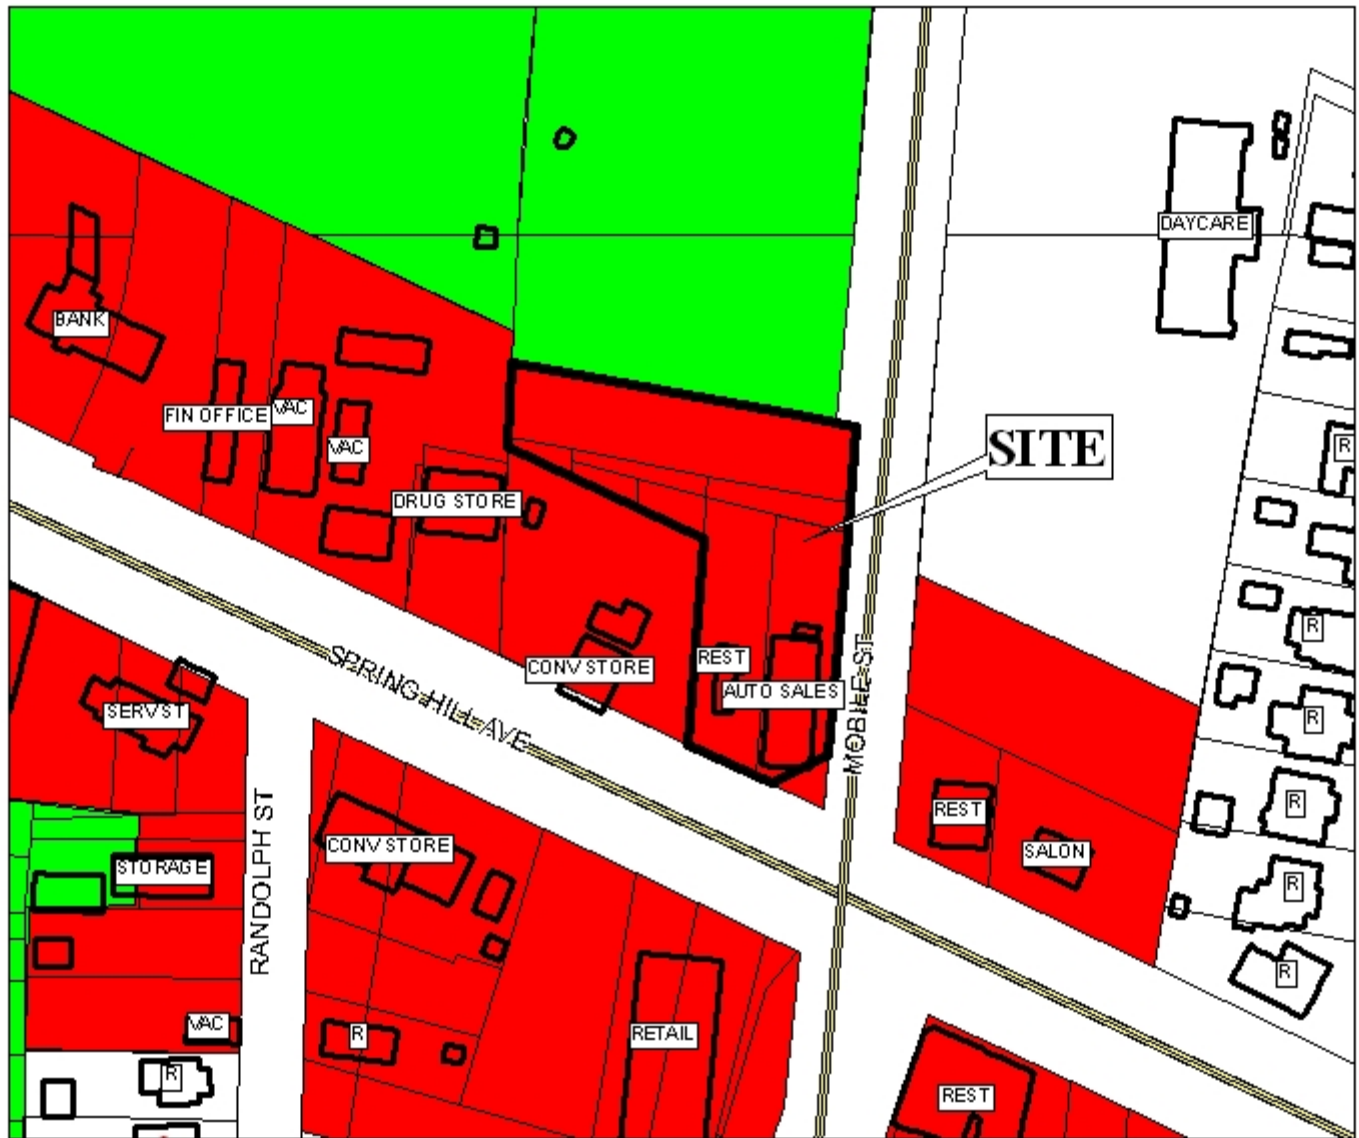 DAYCARE
BANK
FIN OFFICE
VAC
VAC
SITE
R
DRUG STORE
R
CONV STORE
REST
AUTO SALES
SPRING HILL AVE
MOBILE ST
SERV ST
R
REST
R
RANDOLPH ST
CONV STORE
SALON
STORAGE
R
R
VAC
R
RETAIL
R
REST